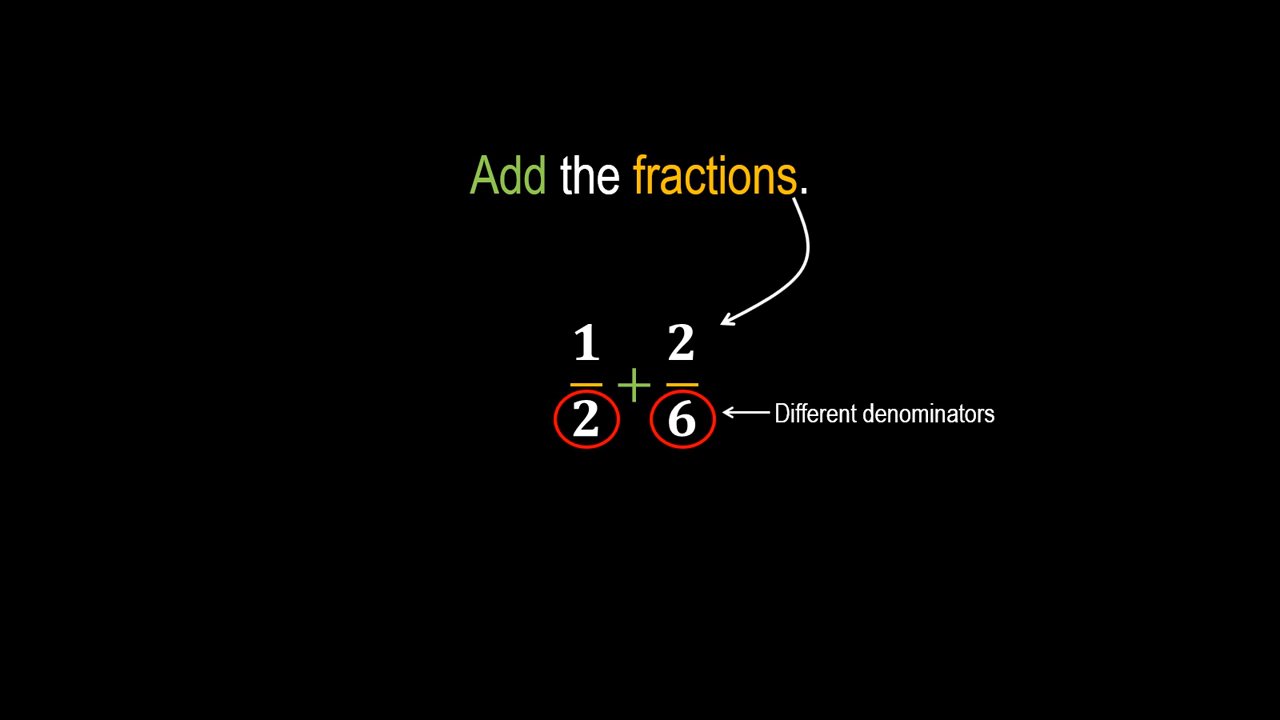 Add the fractions.
1/2 + 2/6
Different denominators